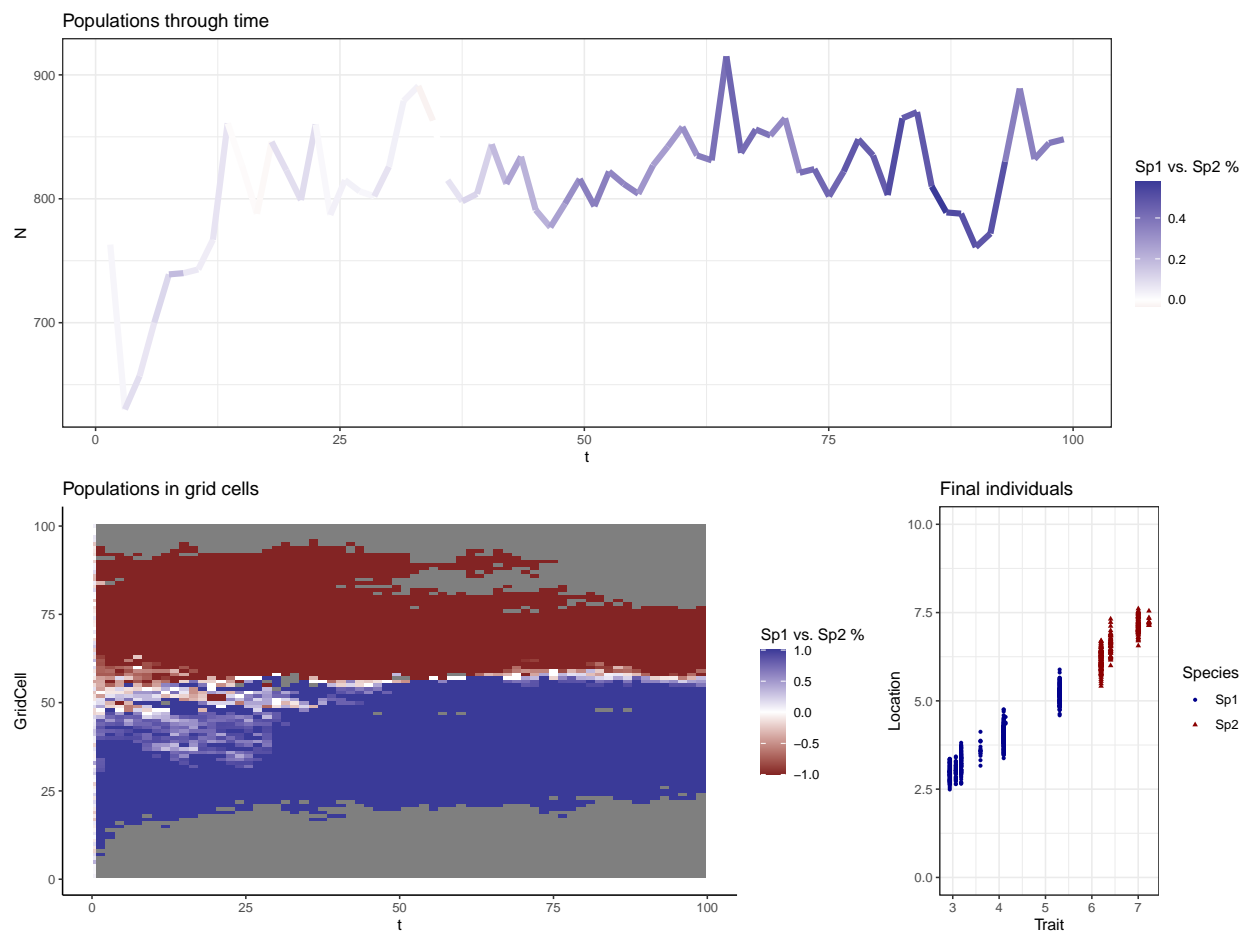 Populations through time
900
800
700
N
0 25 50 75 100
t
Sp1 vs. Sp2 %
0.4
0.2
0.0
Populations in grid cells
100
75
50
25
0
GridCell
0 25 50 75 100
t
Sp1 vs. Sp2 %
1.0
0.5
0.0
−0.5
−1.0
Final individuals
10.0
7.5
5.0
2.5
0.0
Location
3 4 5 6 7
Trait
Species
Sp1
Sp2